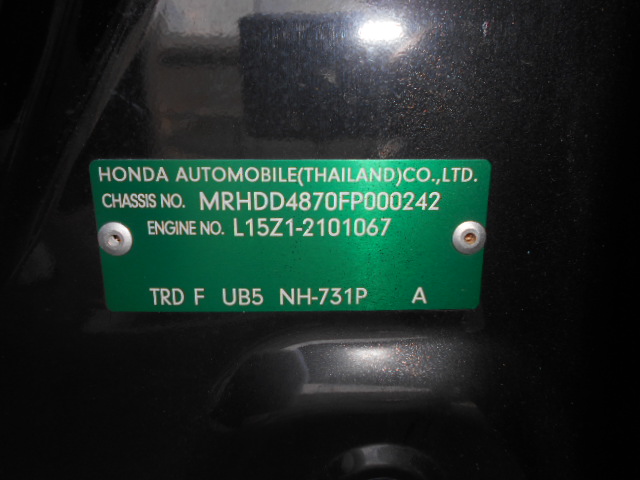 HONDA AUTOMOBILE(THAILAND)CO.,LTD.
CHASSIS NO. MRHDD4870FP000242
ENGINE NO. L15Z1-2101067
TRD F UB5 NH-731P A